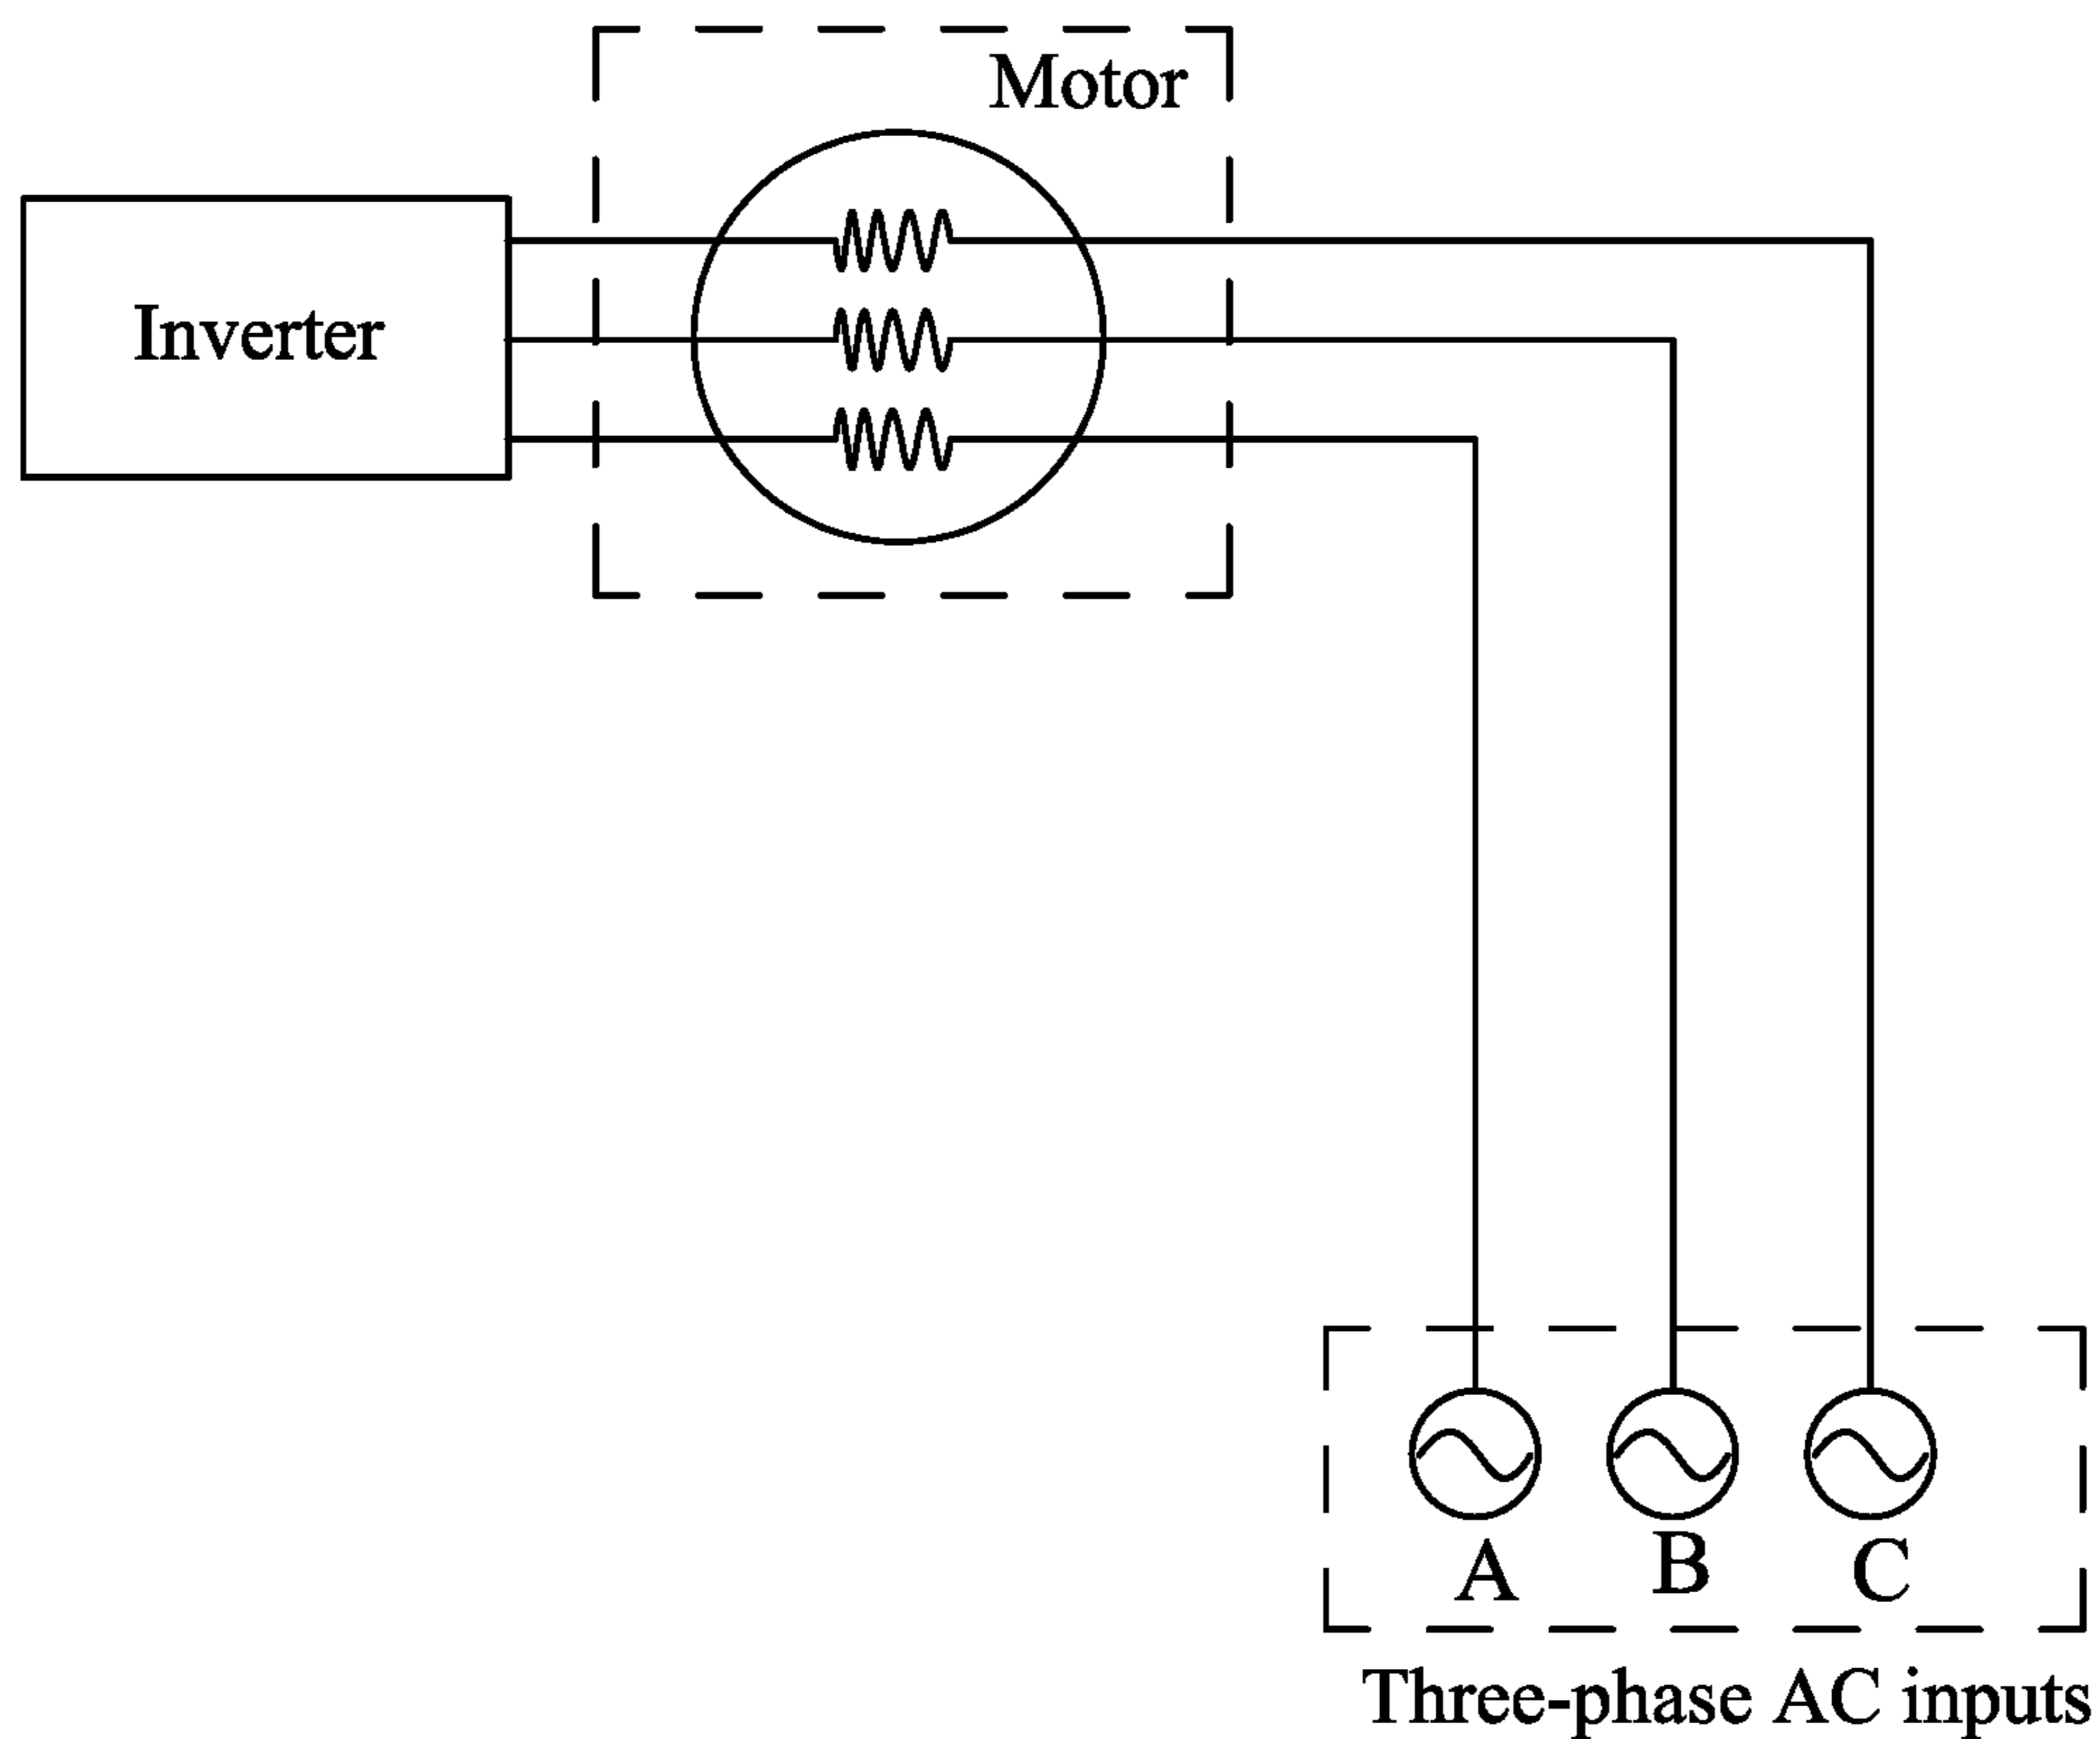 Motor
Inverter
A
B
C
Three-phase AC inputs